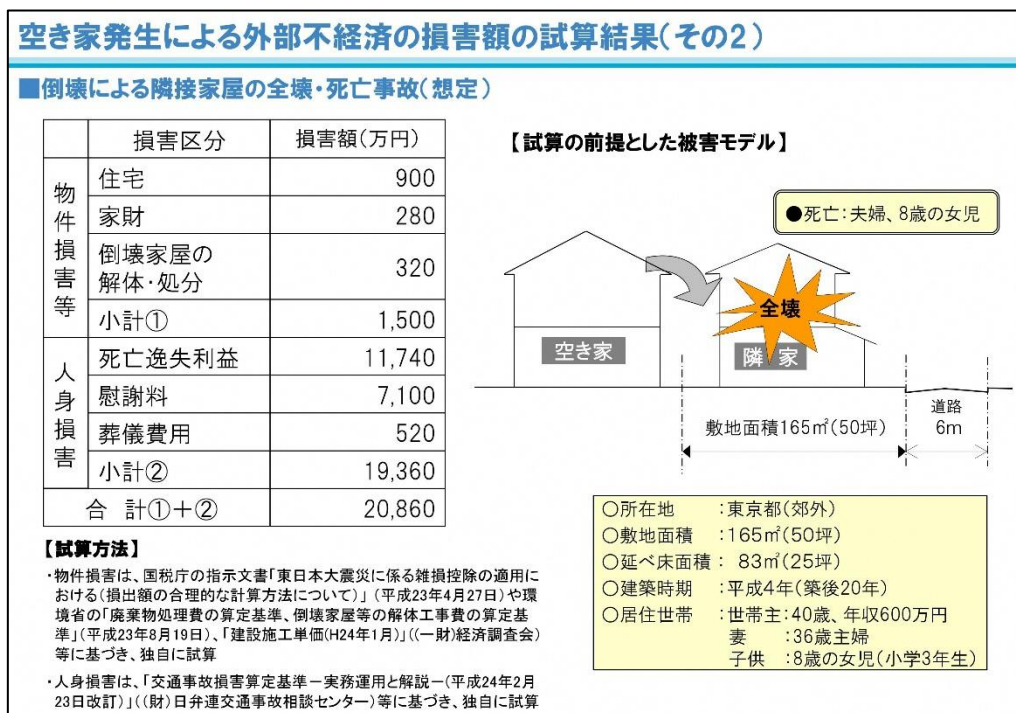 空き家発生による外部不経済の損害額の試算結果(その2)
■倒壊による隣接家屋の全壊・死亡事故(想定)
損害区分 損害額(万円)
物件損害等
住宅 900
家財 280
倒壊家屋の
解体・処分 320
小計① 1,500
人身損害
死亡逸失利益 11,740
慰謝料 7,100
葬儀費用 520
小計② 19,360
合 計①+② 20,860
【試算方法】
・物件損害は、国税庁の指示文書「東日本大震災に係る雑損控除の適用に
おける(損出額の合理的な計算方法について)」(平成23年4月27日)や環
境省の「廃棄物処理費の算定基準、倒壊家屋等の解体工事費の算定基
準」(平成23年8月19日)、「建設施工単価(H24年1月)」((一財)経済調査会)
等に基づき、独自に試算
・人身損害は、「交通事故損害算定基準-実務運用と解説-(平成24年2月
23日改訂)」((財)日弁連交通事故相談センター)等に基づき、独自に試算
【試算の前提とした被害モデル】
●死亡:夫婦、8歳の女児
全壊
空き家
隣 家
道路
6m
敷地面積165㎡(50坪)
○所在地 :東京都(郊外)
○敷地面積 :165㎡(50坪)
○延べ床面積: 83㎡(25坪)
○建築時期 :平成4年(築後20年)
○居住世帯 :世帯主:40歳、年収600万円
妻 :36歳主婦
子供 :8歳の女児(小学3年生)